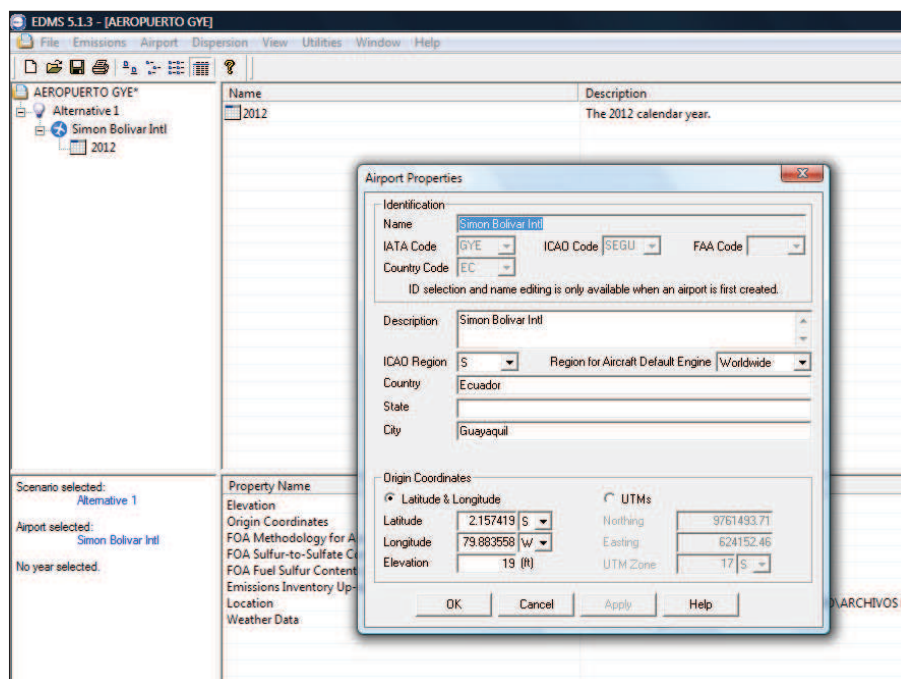 EDMS 5.1.3 - [AEROPUERTO GYE]
File Emissions Airport Dispersion View Utilities Window Help
AEROPUERTO GYE*
Alternative 1
Simon Bolivar Intl
2012
Name Description
2012 The 2012 calendar year.
Airport Properties
Identification
Name Simon Bolivar Intl
IATA Code GYE ICAO Code SEGU FAA Code
Country Code EC
ID selection and name editing is only available when an airport is first created.
Description Simon Bolivar Intl
ICAO Region S Region for Aircraft Default Engine Worldwide
Country Ecuador
State
City Guayaquil
Origin Coordinates
Latitude & Longitude UTMs
Latitude 2.157419 S Northing 9761493.71
Longitude 79.883558 W Easting 624152.46
Elevation 19 (ft) UTM Zone 17 S
OK Cancel Apply Help
Scenario selected:
Alternative 1
Airport selected:
Simon Bolivar Intl
No year selected.
Property Name
Elevation
Origin Coordinates
FOA Methodology for A
FOA Sulfur-to-Sulfate Co
FOA Fuel Sulfur Content
Emissions Inventory Up-
Location
Weather Data
\ARCHIVOS